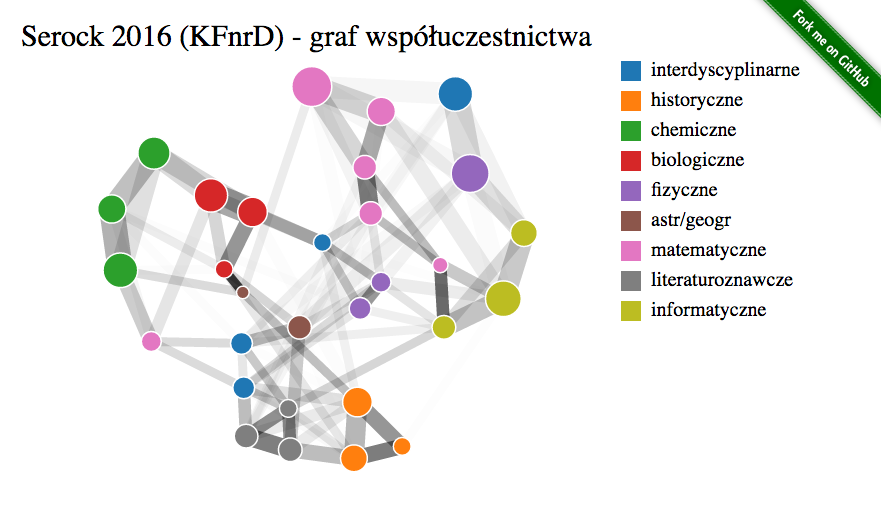 Serock 2016 (KFnrD) - graf współuczestnictwa
Fork me on GitHub
interdyscyplinarne
historyczne
chemiczne
biologiczne
fizyczne
astr/geogr
matematyczne
literaturoznawcze
informatyczne